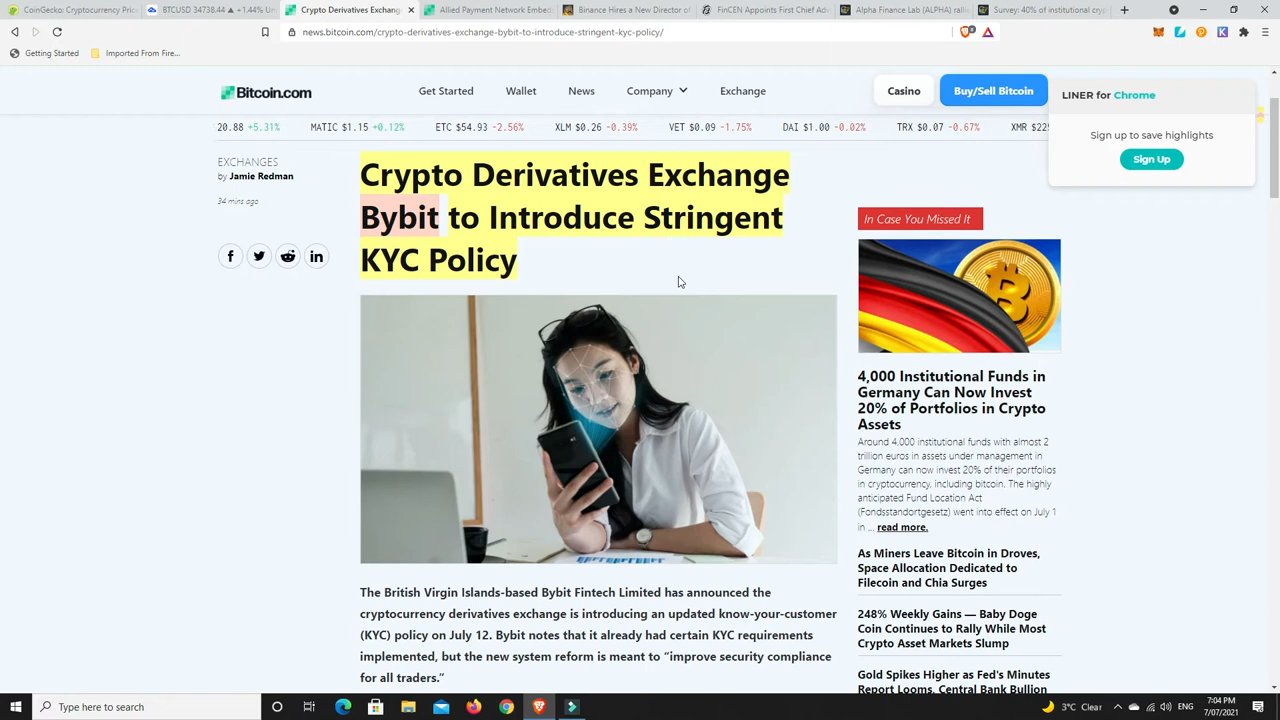 CoinGecko: Cryptocurrency Pric
BTCUSD 34738.44 ▲ +1.44% Un
Crypto Derivatives Exchang
Allied Payment Network Embed
Binance Hires a New Director of
FinCEN Appoints First Chief Advi
Alpha Finance Lab (ALPHA) rallie
Survey: 40% of institutional cryp
news.bitcoin.com/crypto-derivatives-exchange-bybit-to-introduce-stringent-kyc-policy/
Getting Started
Imported From Fire...
Bitcoin.com
Get Started
Wallet
News
Company
Exchange
Casino
Buy/Sell Bitcoin
LINER for Chrome
Sign up to save highlights
Sign Up
20.88 +5.31%
MATIC $1.15 +0.12%
ETC $54.93 -2.56%
XLM $0.26 -0.39%
VET $0.09 -1.75%
DAI $1.00 -0.02%
TRX $0.07 -0.67%
XMR $22
EXCHANGES
by Jamie Redman
34 mins ago
Crypto Derivatives Exchange
Bybit to Introduce Stringent
KYC Policy
The British Virgin Islands-based Bybit Fintech Limited has announced the
cryptocurrency derivatives exchange is introducing an updated know-your-customer
(KYC) policy on July 12. Bybit notes that it already had certain KYC requirements
implemented, but the new system reform is meant to “improve security compliance
for all traders.”
In Case You Missed It
4,000 Institutional Funds in
Germany Can Now Invest
20% of Portfolios in Crypto
Assets
Around 4,000 institutional funds with almost 2
trillion euros in assets under management in
Germany can now invest 20% of their portfolios
in cryptocurrency, including bitcoin. The highly
anticipated Fund Location Act
(Fondsstandortgesetz) went into effect on July 1
in ... read more.
As Miners Leave Bitcoin in Droves,
Space Allocation Dedicated to
Filecoin and Chia Surges
248% Weekly Gains — Baby Doge
Coin Continues to Rally While Most
Crypto Asset Markets Slump
Gold Spikes Higher as Fed's Minutes
Report Looms, Central Bank Bullion
Type here to search
3°C Clear
ENG
7:04 PM
7/07/2021